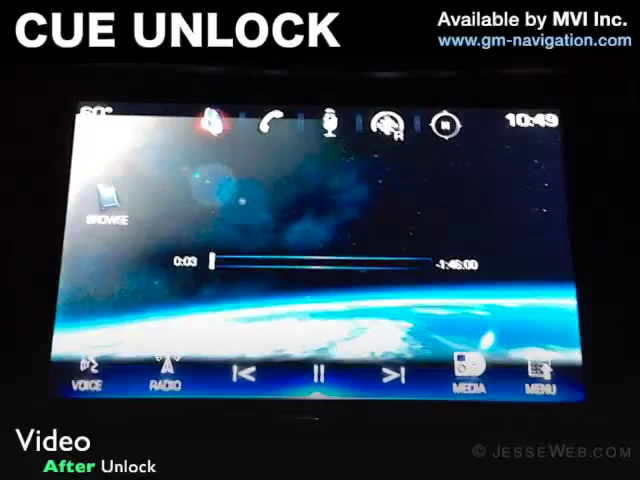 CUE UNLOCK
Available by MVI Inc.
www.gm-navigation.com
60°
10:49
N
R
BROWSE
0:03
-1:46:00
VOICE
RADIO
MEDIA
MENU
Video
After Unlock
© JESSEWEB.COM